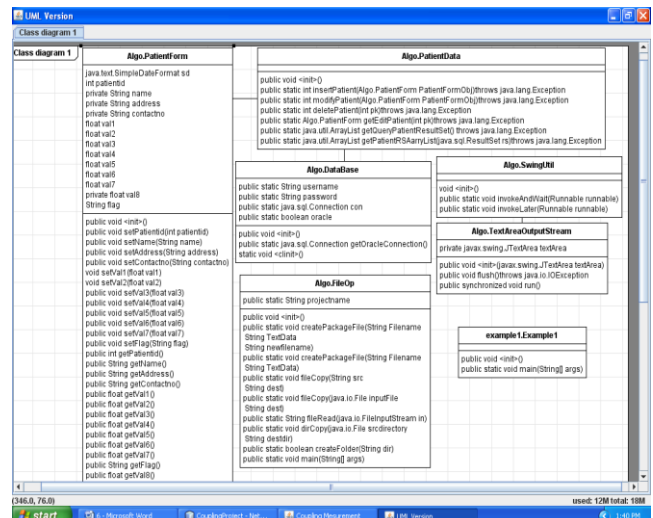 UML Version
Class diagram 1
Class diagram 1
Algo.PatientForm
java.text.SimpleDateFormat sd
int patientid
private String name
private String address
private String contactno
float val1
float val2
float val3
float val4
float val5
float val6
float val7
private float val8
String flag
public void <init>()
public void setPatientid(int patientid)
public void setName(String name)
public void setAddress(String address)
public void setContactno(String contactno)
void setVal1(float val1)
void setVal2(float val2)
public void setVal3(float val3)
public void setVal4(float val4)
public void setVal5(float val5)
public void setVal6(float val6)
public void setVal7(float val7)
public void setFlag(String flag)
public int getPatientid()
public String getName()
public String getAddress()
public String getContactno()
public float getVal1()
public float getVal2()
public float getVal3()
public float getVal4()
public float getVal5()
public float getVal6()
public float getVal7()
public String getFlag()
public float getVal8()
Algo.PatientData
public void <init>()
public static int insertPatient(Algo.PatientForm PatientFormObj)throws java.lang.Exception
public static int modifyPatient(Algo.PatientForm PatientFormObj)throws java.lang.Exception
public static int deletePatient(int pk)throws java.lang.Exception
public static Algo.PatientForm getEditPatient(int pk)throws java.lang.Exception
public static java.util.ArrayList getQueryPatientResultSet() throws java.lang.Exception
public static java.util.ArrayList getPatientRSAarryList(java.sql.ResultSet rs)throws java.lang.Exception
Algo.DataBase
public static String username
public static String password
public static java.sql.Connection con
public static boolean oracle
public void <init>()
public static java.sql.Connection getOracleConnection()
static void <clinit>()
Algo.SwingUtil
void <init>()
public static void invokeAndWait(Runnable runnable)
public static void invokeLater(Runnable runnable)
Algo.TextAreaOutputStream
private javax.swing.JTextArea textArea
public void <init>(javax.swing.JTextArea textArea)
public void flush()throws java.io.IOException
public synchronized void run()
Algo.FileOp
public static String projectname
public void <init>()
public static void createPackageFile(String Filename
String TextData
String newfilename)
public static void createPackageFile(String Filename
String TextData)
public static void fileCopy(String src
String dest)
public static void fileCopy(java.io.File inputFile
String dest)
public static String fileRead(java.io.FileInputStream in)
public static void dirCopy(java.io.File srcdirectory
String destdir)
public static boolean createFolder(String dir)
public static void main(String[] args)
example1.Example1
public void <init>()
public static void main(String[] args)
(346.0, 76.0)
used: 12M total: 18M
start
6 - Microsoft Word
CouplingProject - Net...
Coupling Mesurement
UML Version
1:40 PM